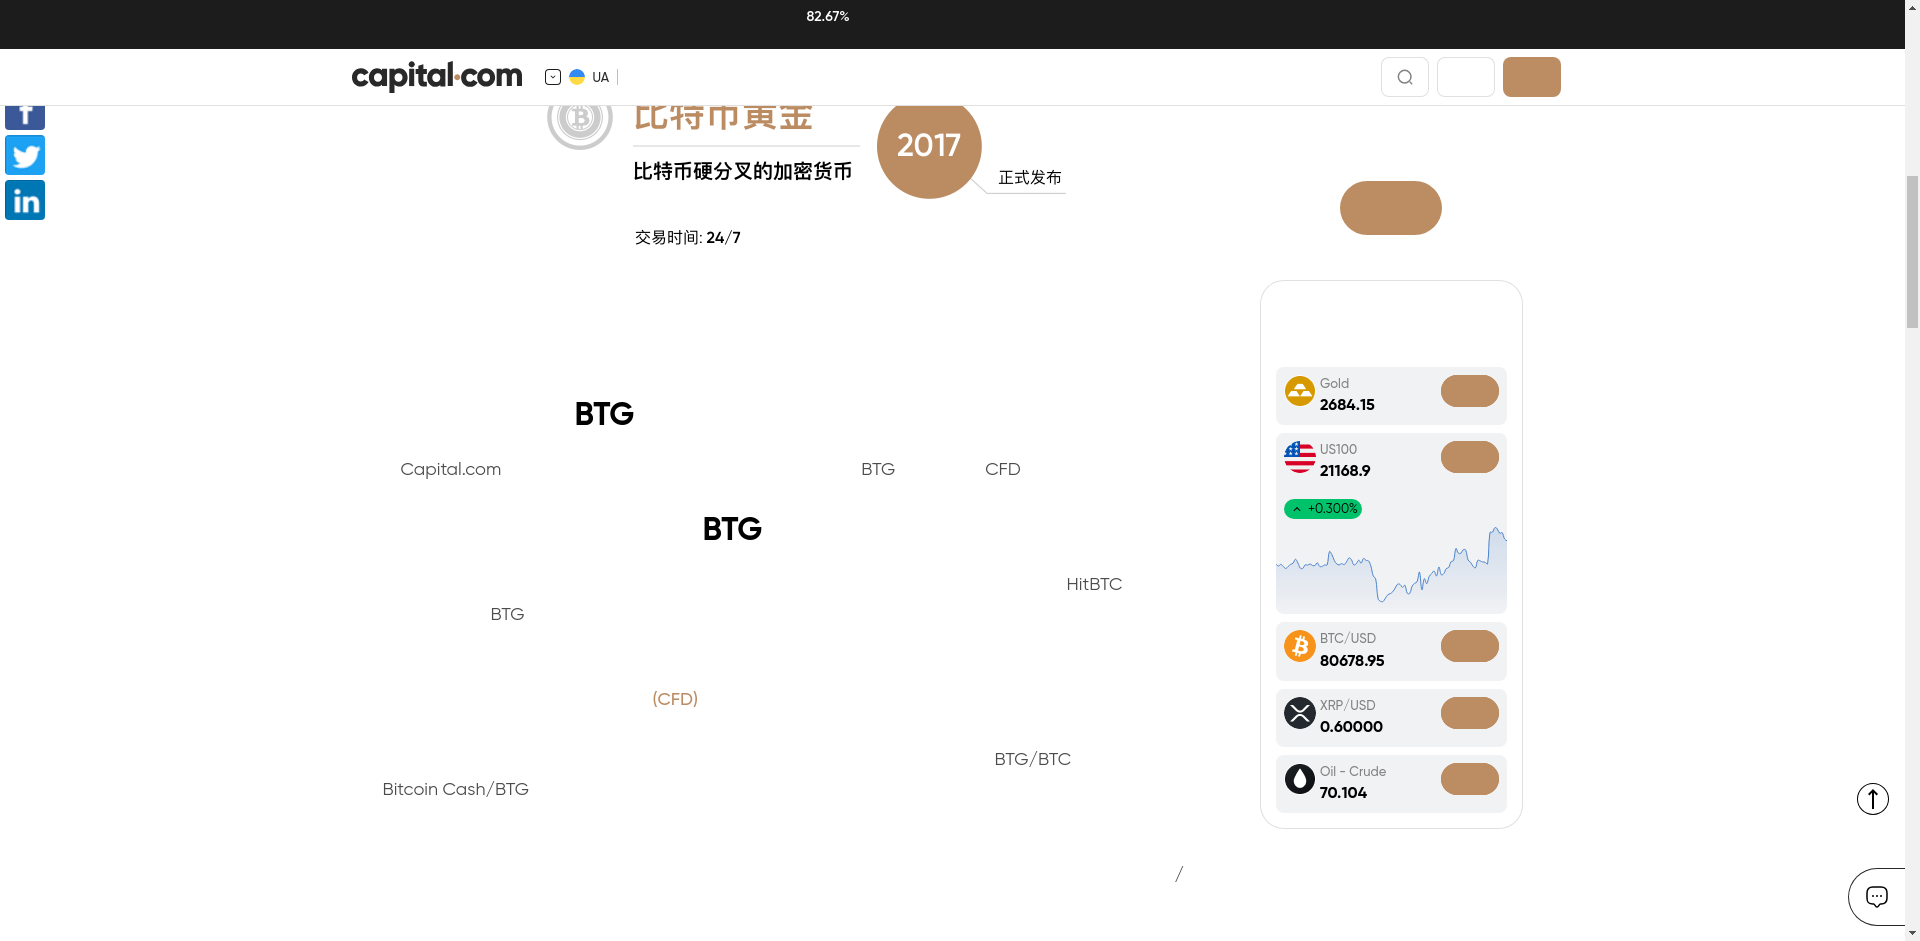 82.67%
capital.com
UA
比特币黄金
2017
比特币硬分叉的加密货币
正式发布
交易时间: 24/7
BTG
Capital.com BTG CFD
BTG
HitBTC
BTG
(CFD)
BTG/BTC
Bitcoin Cash/BTG
/
Gold
2684.15
US100
21168.9
+0.300%
BTC/USD
80678.95
XRP/USD
0.60000
Oil - Crude
70.104